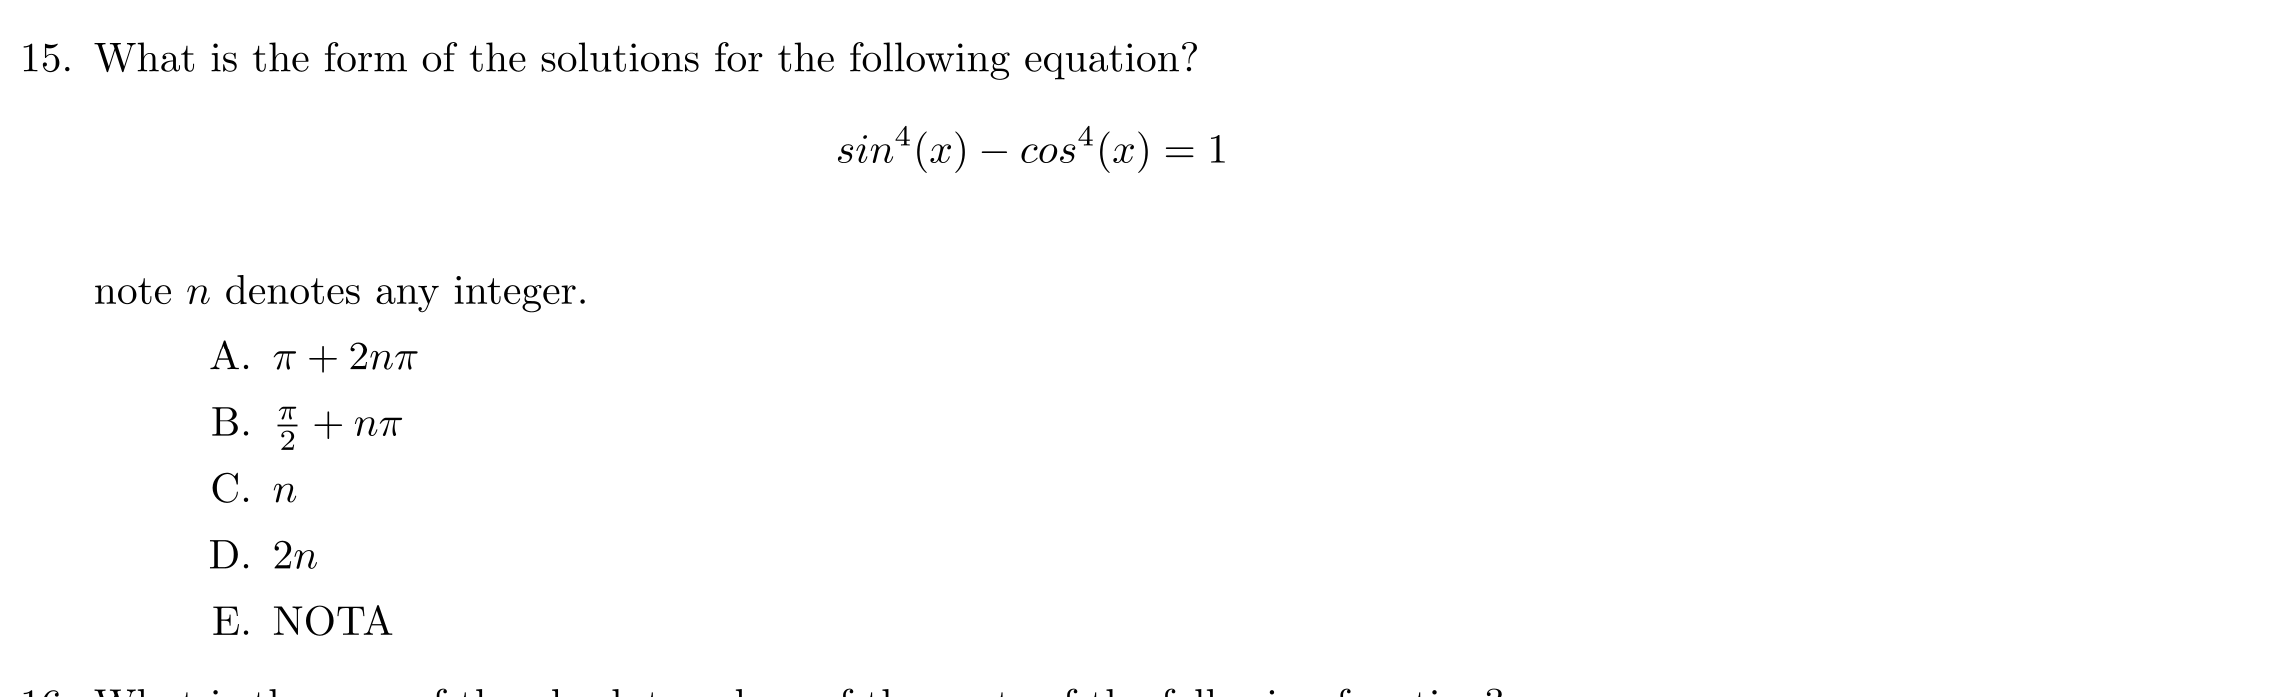 15. What is the form of the solutions for the following equation?
sin⁴(x) − cos⁴(x) = 1
note n denotes any integer.
A. π + 2nπ
B. π/2 + nπ
C. n
D. 2n
E. NOTA